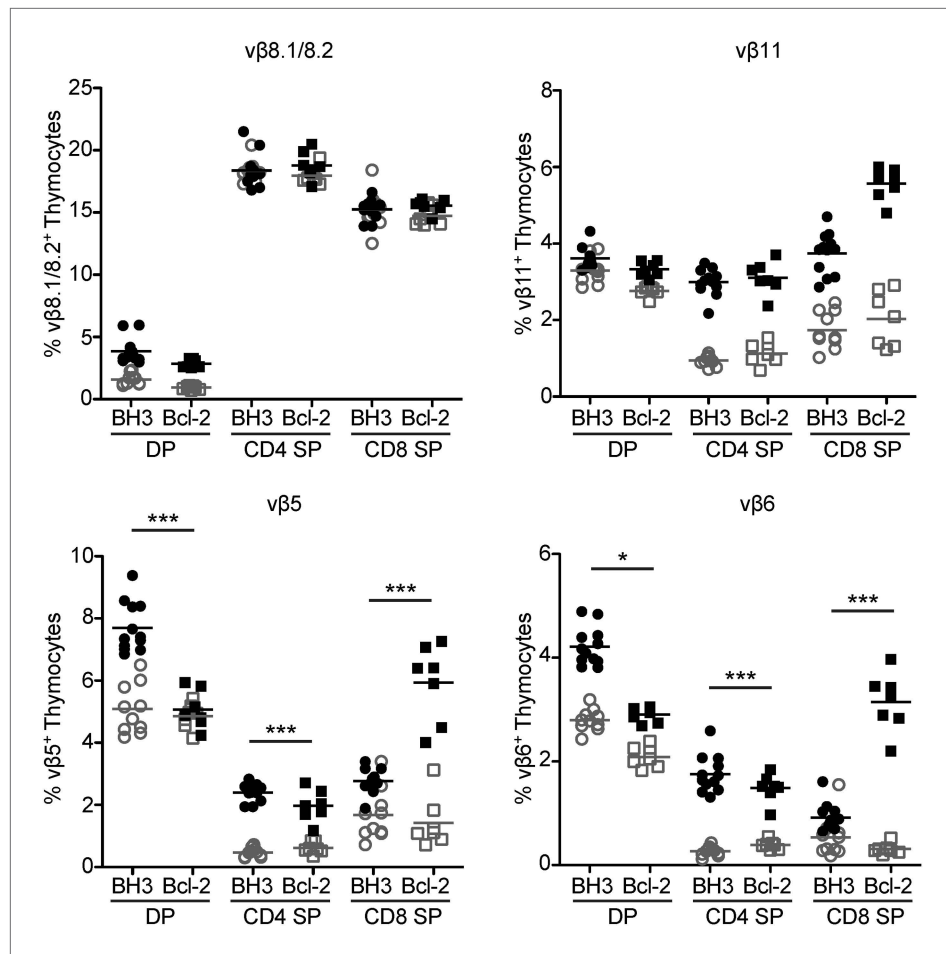 vβ8.1/8.2
% vβ8.1/8.2+ Thymocytes
25
20
15
10
5
0
BH3 Bcl-2 BH3 Bcl-2 BH3 Bcl-2
DP CD4 SP CD8 SP
vβ11
% vβ11+ Thymocytes
8
6
4
2
0
BH3 Bcl-2 BH3 Bcl-2 BH3 Bcl-2
DP CD4 SP CD8 SP
vβ5
% vβ5+ Thymocytes
10
8
6
4
2
0
***
***
***
BH3 Bcl-2 BH3 Bcl-2 BH3 Bcl-2
DP CD4 SP CD8 SP
vβ6
% vβ6+ Thymocytes
6
4
2
0
*
***
***
BH3 Bcl-2 BH3 Bcl-2 BH3 Bcl-2
DP CD4 SP CD8 SP